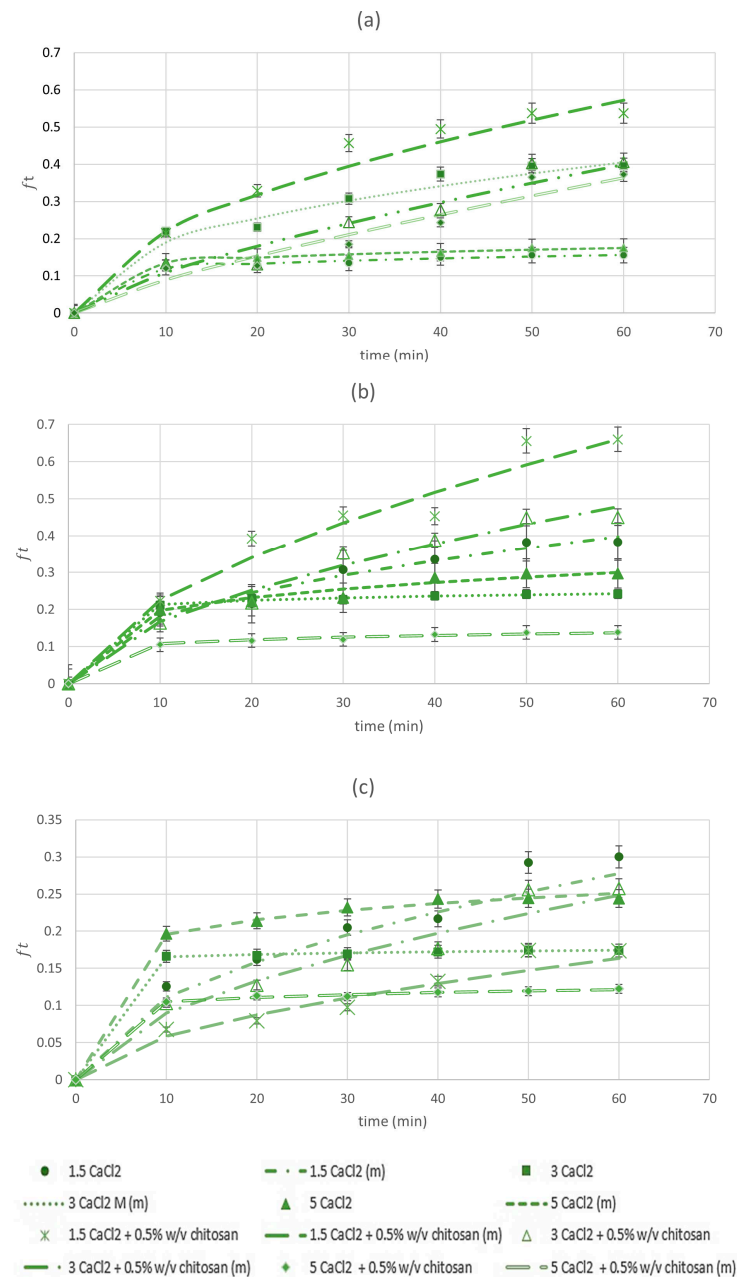 (a)
0.7
0.6
0.5
0.4
0.3
0.2
0.1
0
ft
0 10 20 30 40 50 60 70
time (min)
(b)
0.7
0.6
0.5
0.4
0.3
0.2
0.1
0
ft
0 10 20 30 40 50 60 70
time (min)
(c)
0.35
0.3
0.25
0.2
0.15
0.1
0.05
0
ft
0 10 20 30 40 50 60 70
time (min)
1.5 CaCl2 1.5 CaCl2 (m) 3 CaCl2
3 CaCl2 M (m) 5 CaCl2 5 CaCl2 (m)
1.5 CaCl2 + 0.5% w/v chitosan 1.5 CaCl2 + 0.5% w/v chitosan (m) 3 CaCl2 + 0.5% w/v chitosan
3 CaCl2 + 0.5% w/v chitosan (m) 5 CaCl2 + 0.5% w/v chitosan 5 CaCl2 + 0.5% w/v chitosan (m)